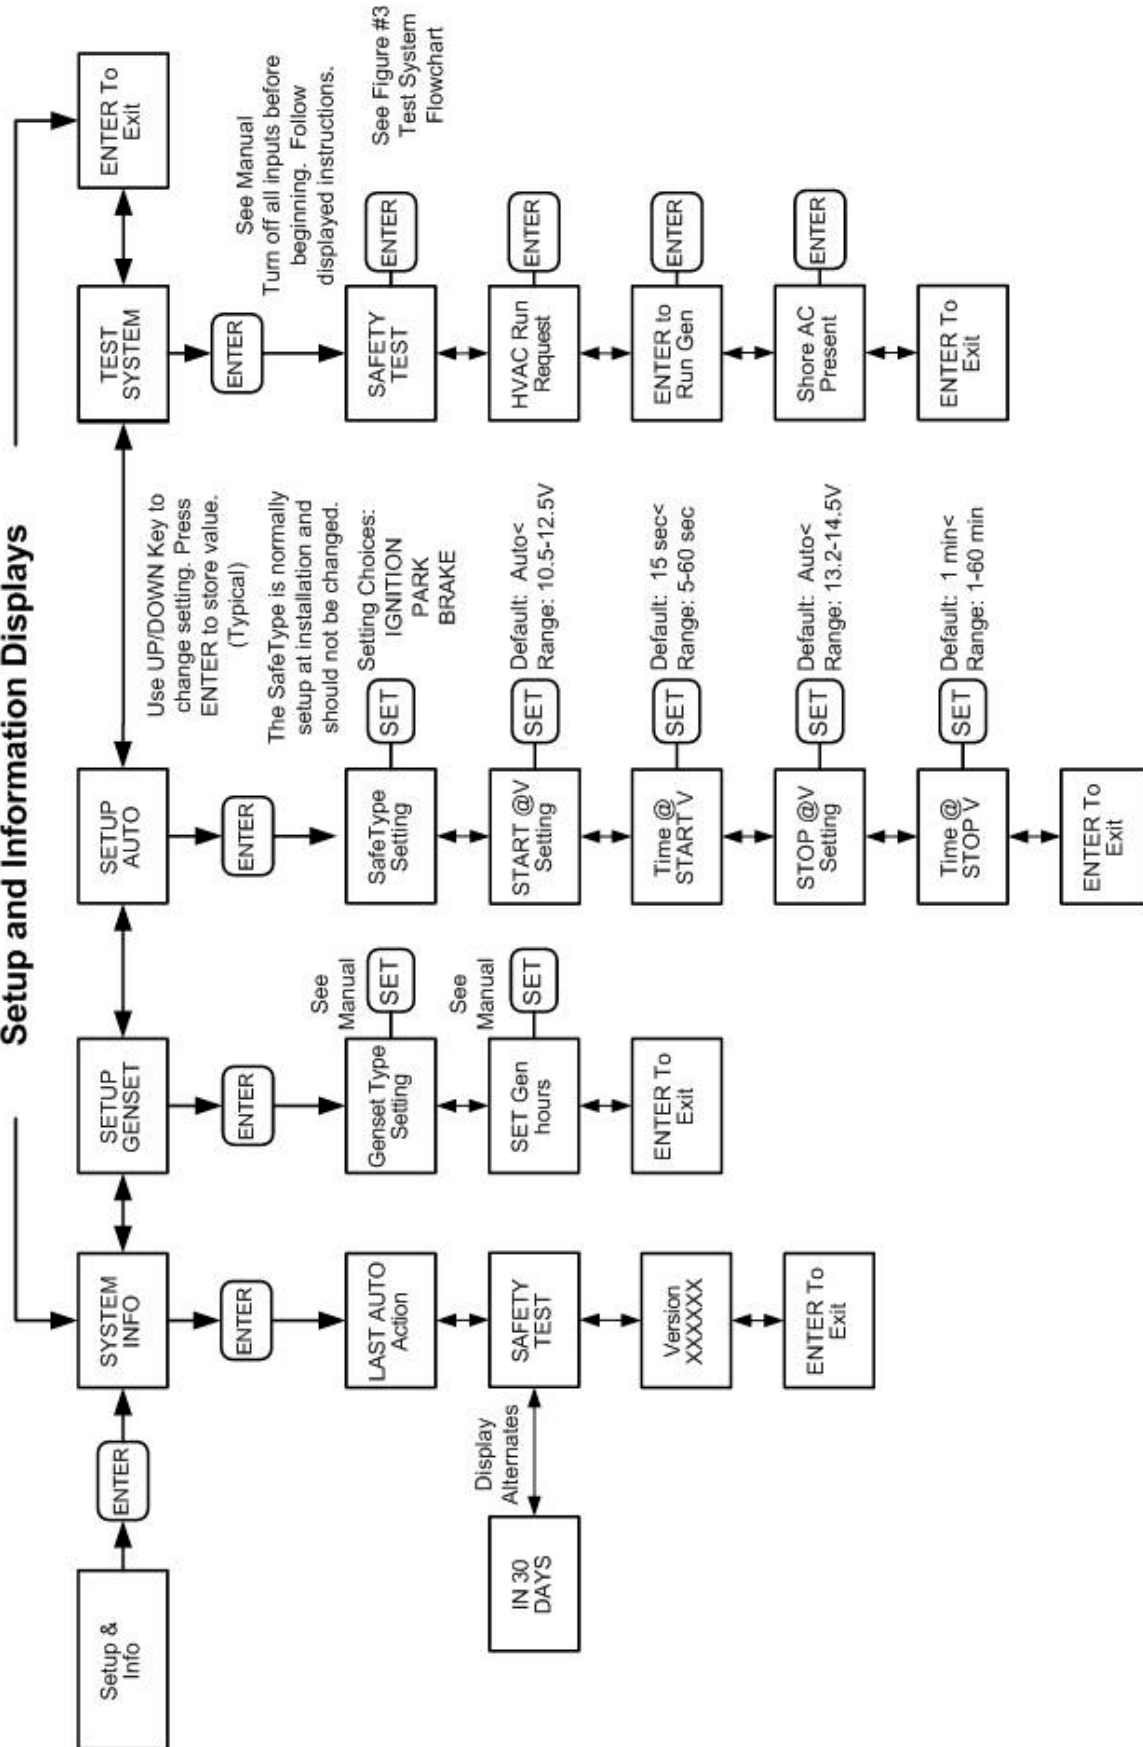 Setup and Information Displays
Setup &
Info
ENTER
SYSTEM
INFO
SETUP
GENSET
SETUP
AUTO
TEST
SYSTEM
ENTER To
Exit
ENTER
LAST AUTO
Action
SAFETY
TEST
Display
Alternates
IN 30
DAYS
Version
XXXXXX
ENTER To
Exit
ENTER
See
Manual
Genset Type
Setting
SET
See
Manual
SET Gen
hours
SET
ENTER To
Exit
Use UP/DOWN Key to
change setting. Press
ENTER to store value.
(Typical)
ENTER
The SafeType is normally
setup at installation and
should not be changed.
SafeType
Setting
SET
Setting Choices:
IGNITION
PARK
BRAKE
START @V
Setting
SET
Default: Auto<
Range: 10.5-12.5V
Time @
START V
SET
Default: 15 sec<
Range: 5-60 sec
STOP @V
Setting
SET
Default: Auto<
Range: 13.2-14.5V
Time @
STOP V
SET
Default: 1 min<
Range: 1-60 min
ENTER To
Exit
ENTER
See Manual
Turn off all inputs before
beginning. Follow
displayed instructions.
SAFETY
TEST
ENTER
See Figure #3
Test System
Flowchart
HVAC Run
Request
ENTER
ENTER to
Run Gen
ENTER
Shore AC
Present
ENTER
ENTER To
Exit